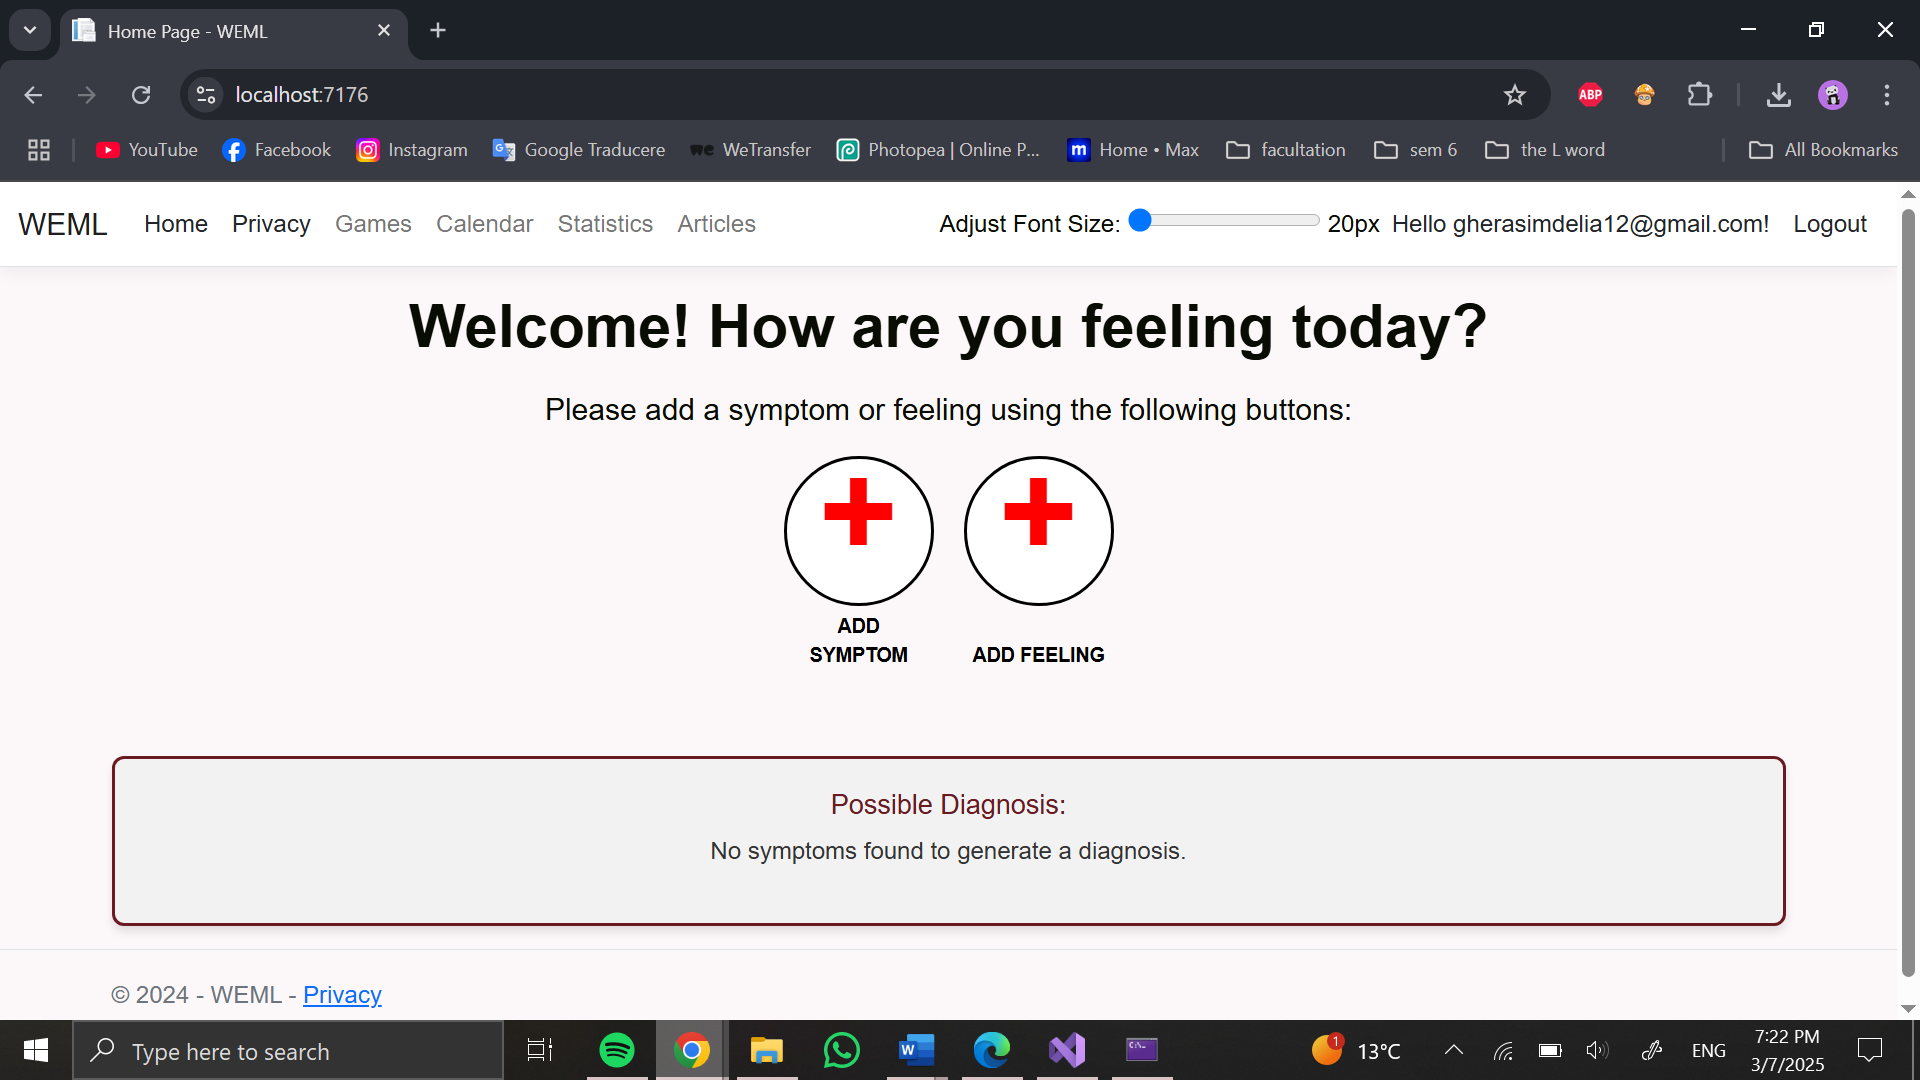 Home Page - WEML
localhost:7176
ABP
YouTube Facebook Instagram Google Traducere WeTransfer Photopea | Online P... Home • Max facultation sem 6 the L word All Bookmarks
WEML Home Privacy Games Calendar Statistics Articles Adjust Font Size: 20px Hello gherasimdelia12@gmail.com! Logout
Welcome! How are you feeling today?
Please add a symptom or feeling using the following buttons:
ADD
SYMPTOM
ADD FEELING
Possible Diagnosis:
No symptoms found to generate a diagnosis.
© 2024 - WEML - Privacy
Type here to search
1
13°C
ENG
7:22 PM
3/7/2025